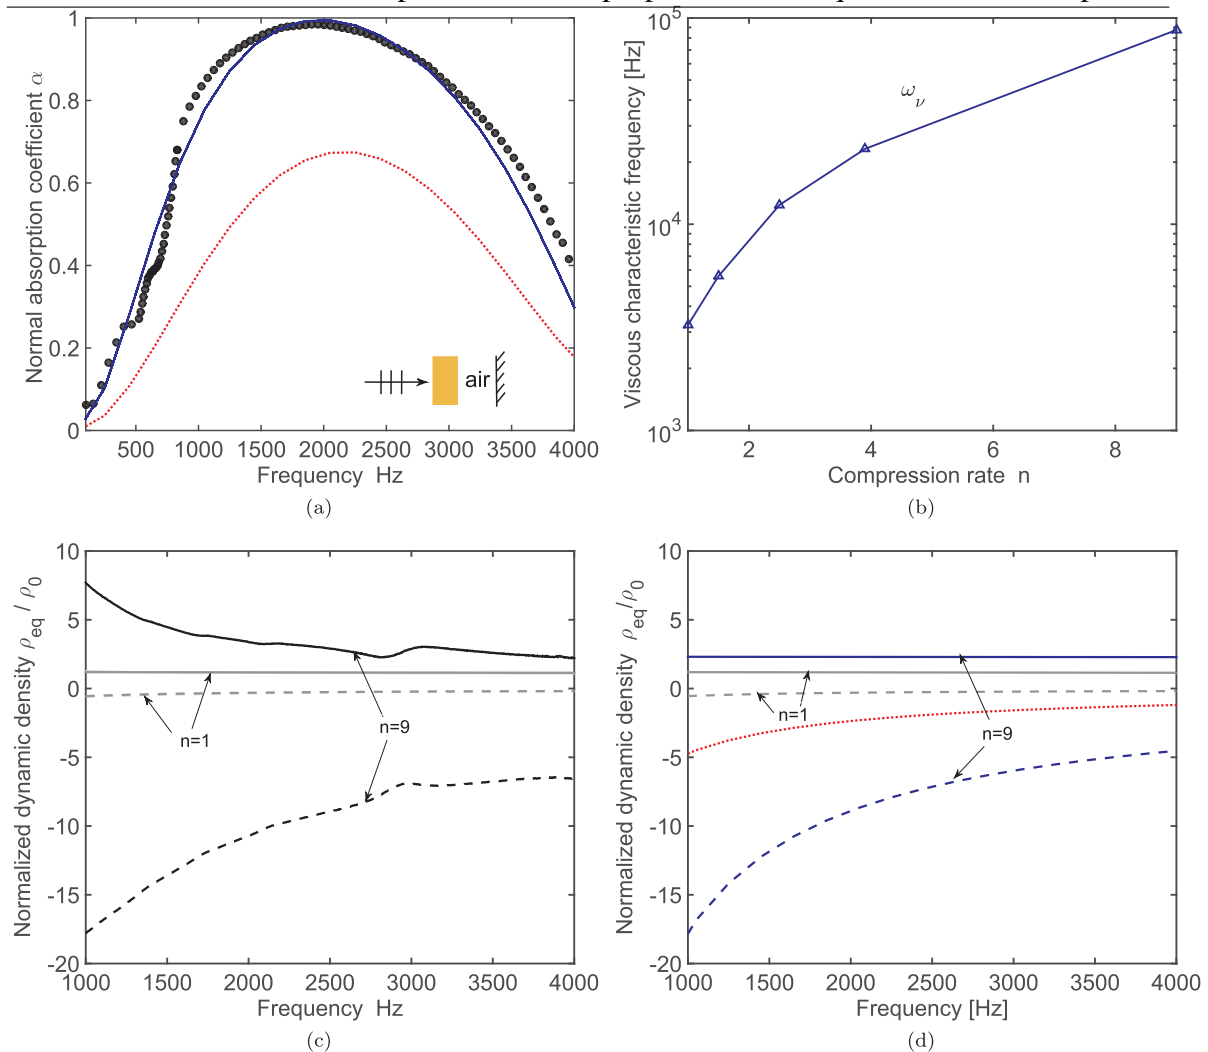 1
0.8
0.6
0.4
0.2
0
500 1000 1500 2000 2500 3000 3500 4000
Normal absorption coefficient α
Frequency Hz
air
(a)
10^5
10^4
10^3
2 4 6 8
Viscous characteristic frequency [Hz]
Compression rate n
ω_ν
(b)
10
5
0
-5
-10
-15
-20
1000 1500 2000 2500 3000 3500 4000
Normalized dynamic density ρ_eq / ρ_0
Frequency Hz
n=1
n=9
(c)
10
5
0
-5
-10
-15
-20
1000 1500 2000 2500 3000 3500 4000
Normalized dynamic density ρ_eq/ρ_0
Frequency [Hz]
n=1
n=9
(d)